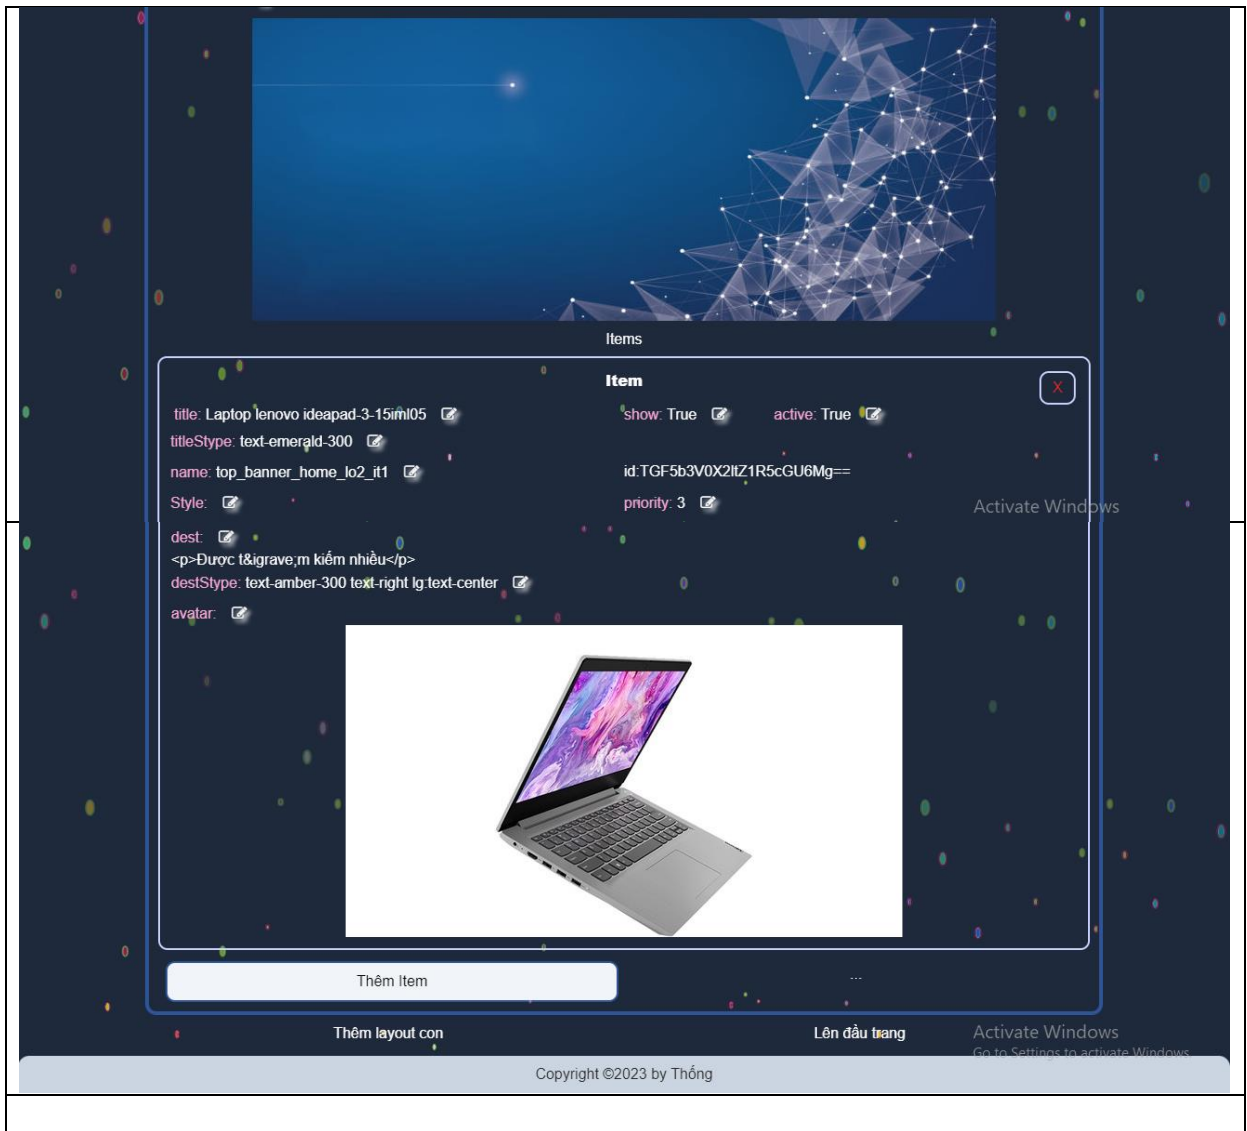 Items
Item
X
title: Laptop lenovo ideapad-3-15iml05 show: True active: True
titleStype: text-emerald-300
name: top_banner_home_lo2_it1 id:TGF5b3V0X2ltZ1R5cGU6Mg==
Style: priority: 3
Activate Windows
dest:
<p>Được t&igrave;m kiếm nhiều</p>
destStype: text-amber-300 text-right lg:text-center
avatar:
Thêm Item ...
Thêm layout con Lên đầu trang
Activate Windows
Go to Settings to activate Windows.
Copyright ©2023 by Thống